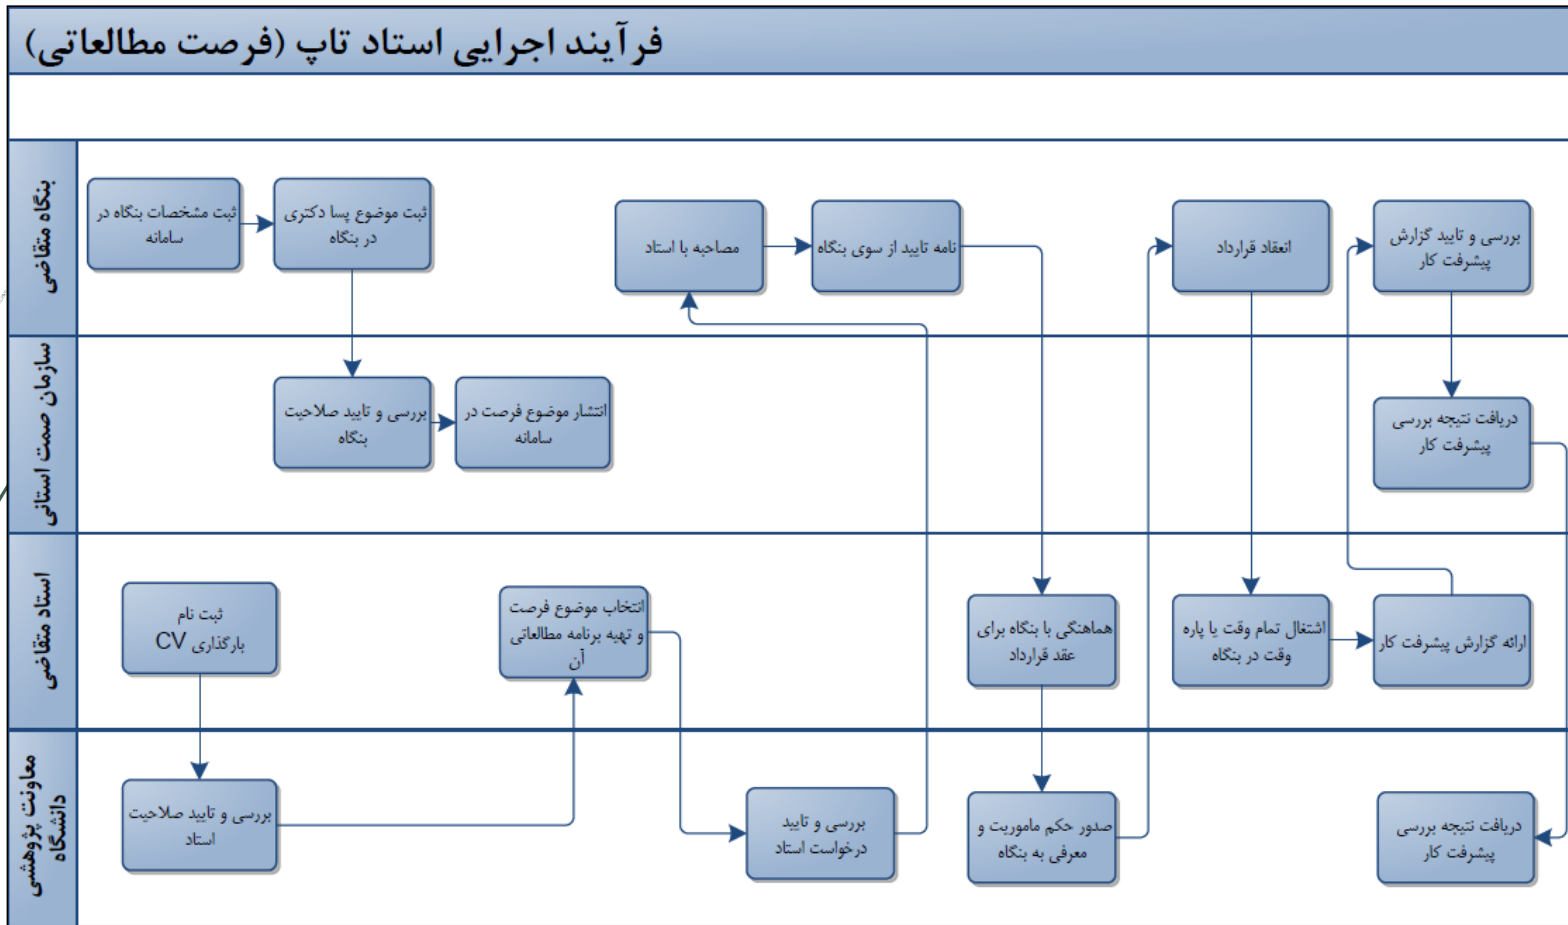 فرآیند اجرایی استاد تاپ (فرصت مطالعاتی)
بنگاه متقاضی
ثبت مشخصات بنگاه در
سامانه
ثبت موضوع پسا دکتری
در بنگاه
مصاحبه با استاد
نامه تایید از سوی بنگاه
انعقاد قرارداد
بررسی و تایید گزارش
پیشرفت کار
سازمان صمت استانی
بررسی و تایید صلاحیت
بنگاه
انتشار موضوع فرصت در
سامانه
دریافت نتیجه بررسی
پیشرفت کار
استاد متقاضی
ثبت نام
بارگذاری CV
انتخاب موضوع فرصت
و تهیه برنامه مطالعاتی
آن
هماهنگی با بنگاه برای
عقد قرارداد
اشتغال تمام وقت یا پاره
وقت در بنگاه
ارائه گزارش پیشرفت کار
معاونت پژوهشی
دانشگاه
بررسی و تایید صلاحیت
استاد
بررسی و تایید
درخواست استاد
صدور حکم ماموریت و
معرفی به بنگاه
دریافت نتیجه بررسی
پیشرفت کار